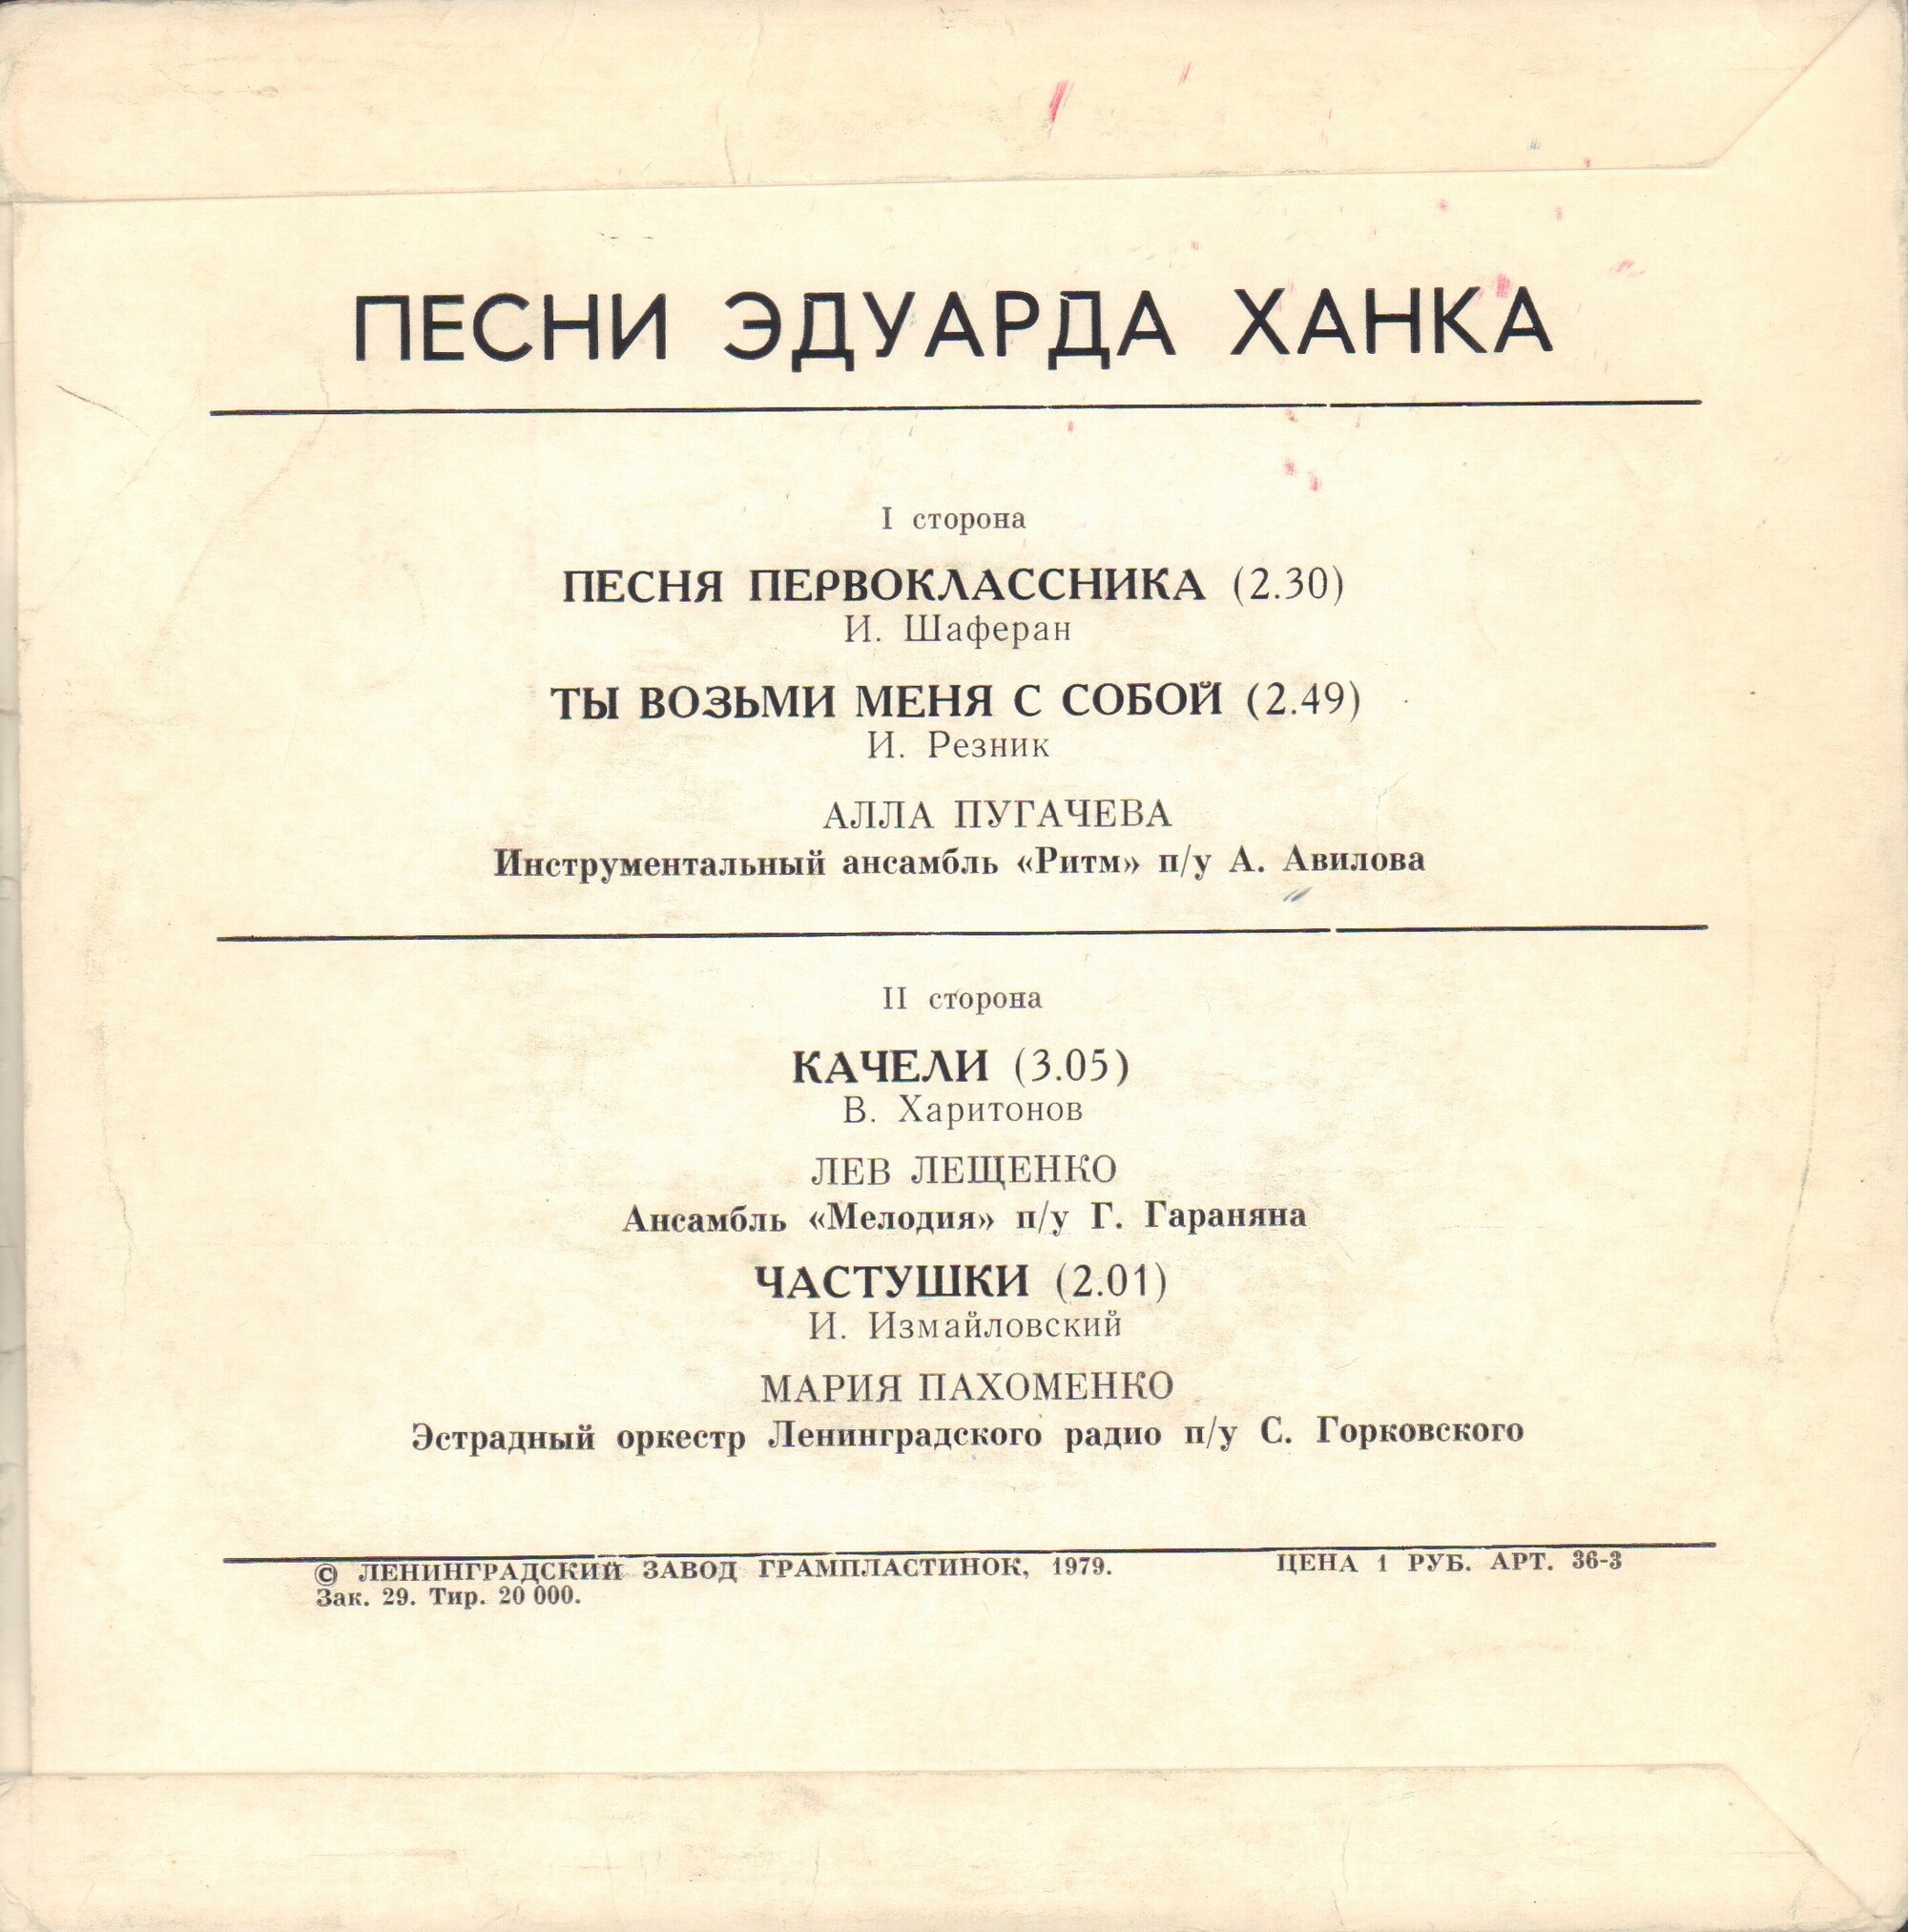 ПЕСНИ ЭДУАРДА ХАНКА
I сторона
ПЕСНЯ ПЕРВОКЛАССНИКА (2.30)
И. Шаферан
ТЫ ВОЗЬМИ МЕНЯ С СОБОЙ (2.49)
И. Резник
АЛЛА ПУГАЧЕВА
Инструментальный ансамбль «Ритм» п/у А. Авилова
II сторона
КАЧЕЛИ (3.05)
В. Харитонов
ЛЕВ ЛЕЩЕНКО
Ансамбль «Мелодия» п/у Г. Гараняна
ЧАСТУШКИ (2.01)
И. Измайловский
МАРИЯ ПАХОМЕНКО
Эстрадный оркестр Ленинградского радио п/у С. Горковского
© ЛЕНИНГРАДСКИЙ ЗАВОД ГРАМПЛАСТИНОК, 1979. ЦЕНА 1 РУБ. АРТ. 36-3
Зак. 29. Тир. 20 000.